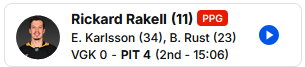 Rickard Rakell (11) PPG
E. Karlsson (34), B. Rust (23)
VGK 0 - PIT 4 (2nd - 15:06)